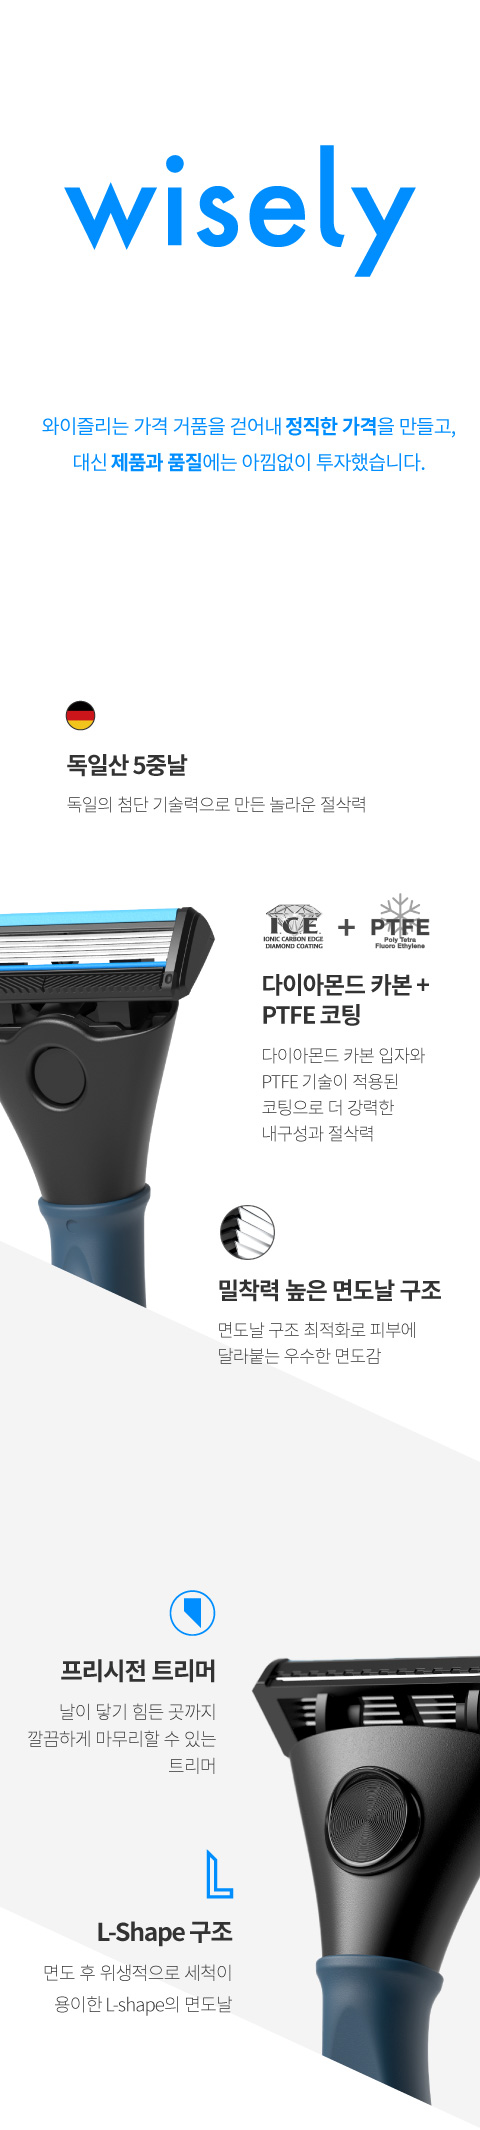 wisely
와이즐리는 가격 거품을 걷어내 정직한 가격을 만들고,
대신 제품과 품질에는 아낌없이 투자했습니다.
독일산 5중날
독일의 첨단 기술력으로 만든 놀라운 절삭력
ICE
IONIC CARBON EDGE
DIAMOND COATING
+
PTFE
Poly Tetra
Fluoro Ethylene
다이아몬드 카본 +
PTFE 코팅
다이아몬드 카본 입자와
PTFE 기술이 적용된
코팅으로 더 강력한
내구성과 절삭력
밀착력 높은 면도날 구조
면도날 구조 최적화로 피부에
달라붙는 우수한 면도감
프리시전 트리머
날이 닿기 힘든 곳까지
깔끔하게 마무리할 수 있는
트리머
L
L-Shape 구조
면도 후 위생적으로 세척이
용이한 L-shape의 면도날